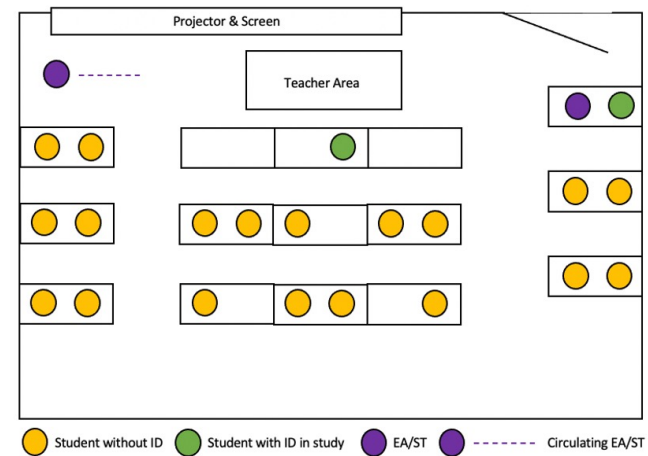 Projector & Screen
Teacher Area
Student without ID
Student with ID in study
EA/ST
Circulating EA/ST